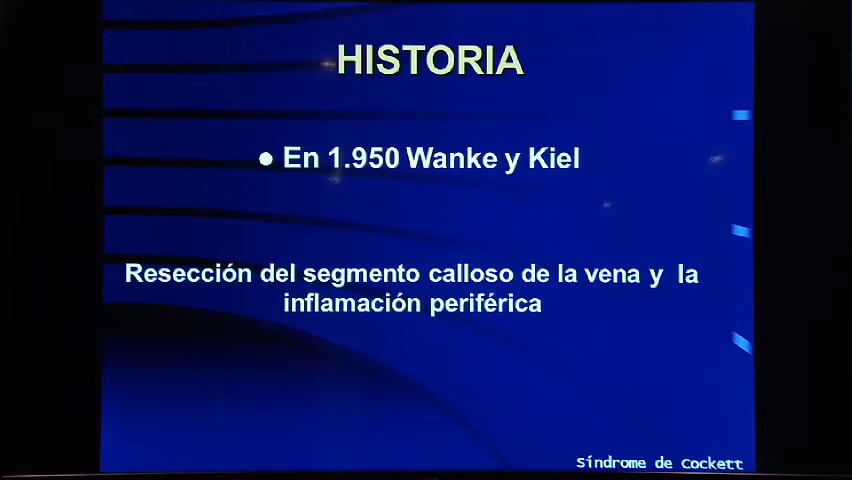 HISTORIA
● En 1.950 Wanke y Kiel
Resección del segmento calloso de la vena y la
inflamación periférica
Síndrome de Cockett